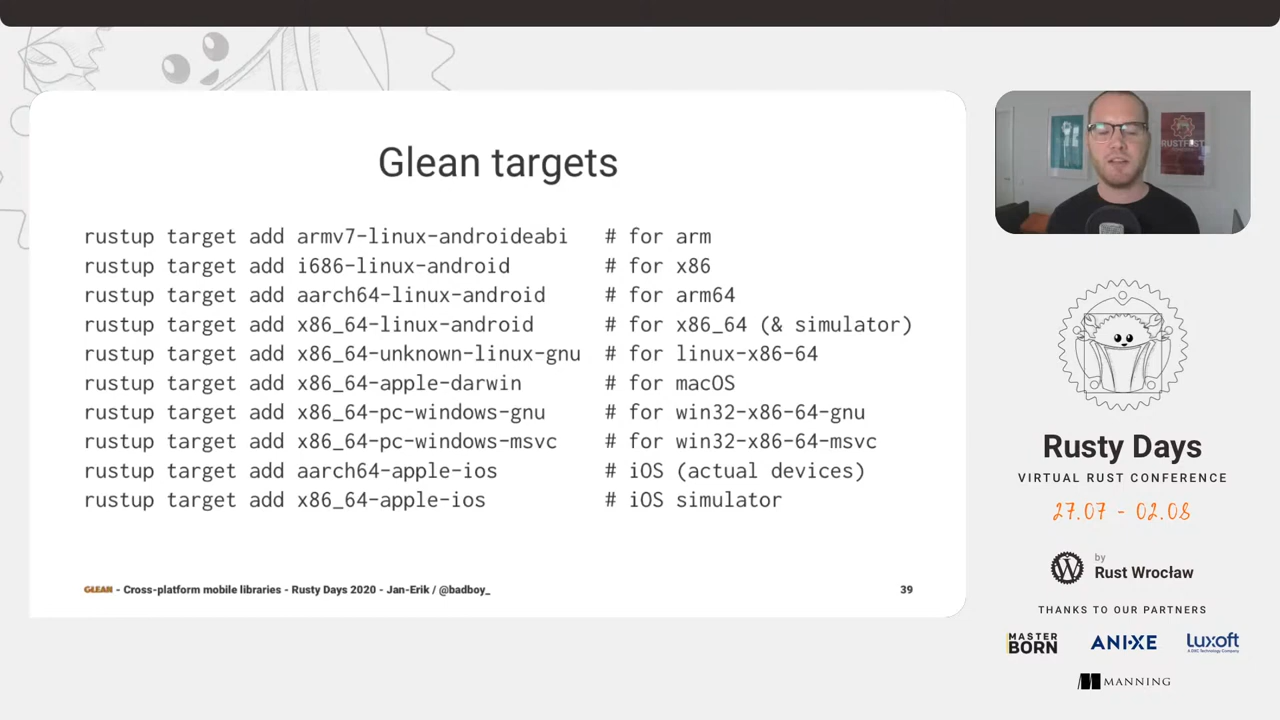 Glean targets
rustup target add armv7-linux-androideabi # for arm
rustup target add i686-linux-android # for x86
rustup target add aarch64-linux-android # for arm64
rustup target add x86_64-linux-android # for x86_64 (& simulator)
rustup target add x86_64-unknown-linux-gnu # for linux-x86-64
rustup target add x86_64-apple-darwin # for macOS
rustup target add x86_64-pc-windows-gnu # for win32-x86-64-gnu
rustup target add x86_64-pc-windows-msvc # for win32-x86-64-msvc
rustup target add aarch64-apple-ios # iOS (actual devices)
rustup target add x86_64-apple-ios # iOS simulator
GLEAN - Cross-platform mobile libraries - Rusty Days 2020 - Jan-Erik / @badboy_
39
RUSTFEST
Rusty Days
VIRTUAL RUST CONFERENCE
27.07 - 02.08
by
Rust Wrocław
THANKS TO OUR PARTNERS
MASTER
BORN
ANIXE
Luxoft
A DXC Technology Company
MANNING